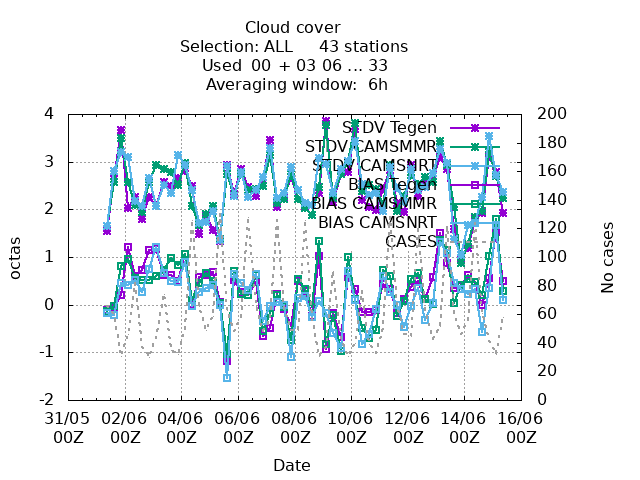 Cloud cover
Selection: ALL 43 stations
Used 00 + 03 06 ... 33
Averaging window: 6h
4
3
2
1
0
-1
-2
octas
200
180
160
140
120
100
80
60
40
20
0
No cases
STDV Tegen
STDV CAMSMMR
STDV CAMSNRT
BIAS Tegen
BIAS CAMSMMR
BIAS CAMSNRT
CASES
31/05 02/06 04/06 06/06 08/06 10/06 12/06 14/06 16/06
00Z 00Z 00Z 00Z 00Z 00Z 00Z 00Z 00Z
Date